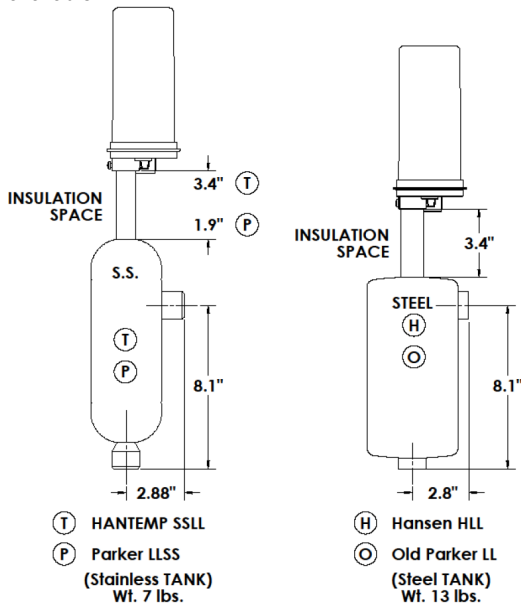 3.4" T
INSULATION
SPACE
1.9" P
S.S.
T
P
8.1"
2.88"
T HANTEMP SSLL
P Parker LLSS
(Stainless TANK)
Wt. 7 lbs.
INSULATION
SPACE
3.4"
STEEL
H
O
8.1"
2.8"
H Hansen HLL
O Old Parker LL
(Steel TANK)
Wt. 13 lbs.